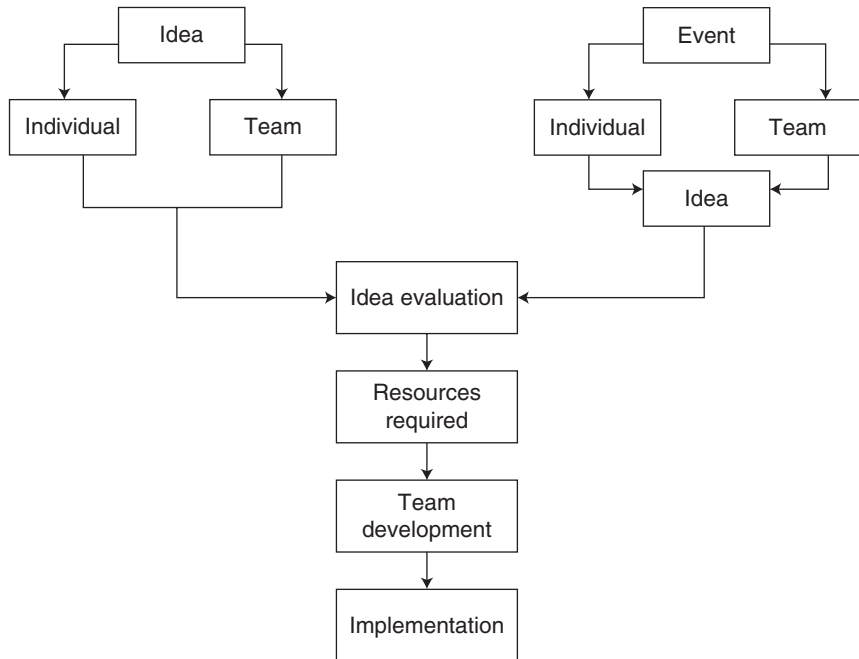 Idea
Event
Individual
Team
Individual
Team
Idea
Idea evaluation
Resources
required
Team
development
Implementation